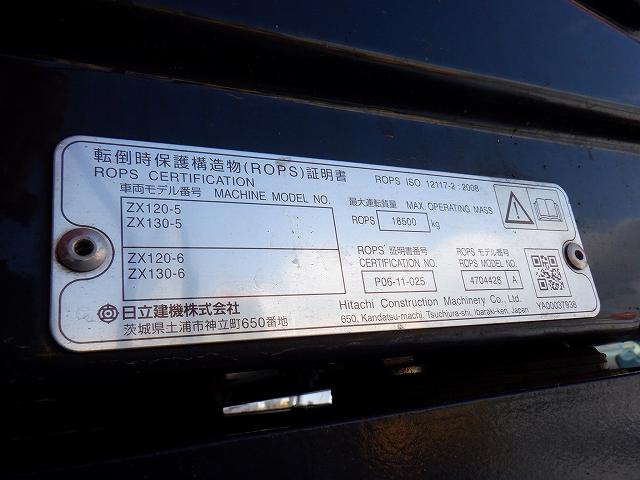 転倒時保護構造物(ROPS)証明書
ROPS CERTIFICATION
ROPS ISO 12117-2 : 2008
車両モデル番号 MACHINE MODEL NO.
ZX120-5
ZX130-5
ZX120-6
ZX130-6
最大運転質量 MAX. OPERATING MASS
ROPS 18500 kg
ROPS 証明書番号
CERTIFICATION NO.
P06-11-025
ROPS モデル番号
ROPS MODEL NO.
4704428 A
日立建機株式会社
茨城県土浦市神立町650番地
Hitachi Construction Machinery Co., Ltd.
650, Kandatsu-machi, Tsuchiura-shi, Ibaraki-ken, Japan
YA00037938